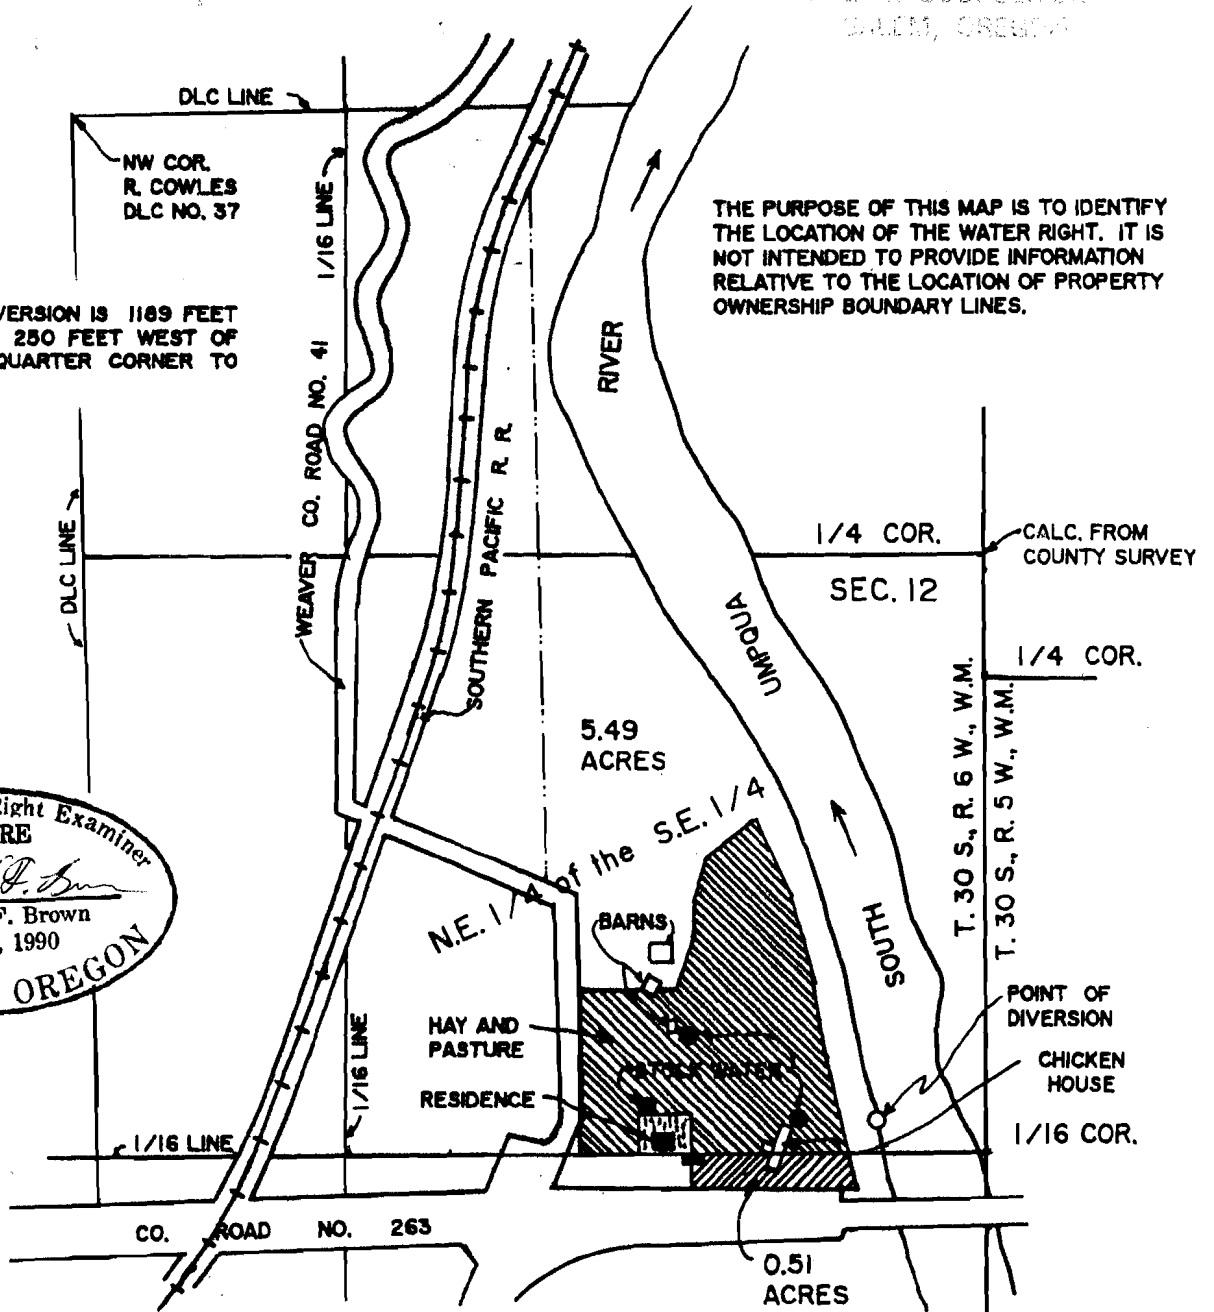 SALEM, OREGON
DLC LINE
NW COR.
R. COWLES
DLC NO. 37
1/16 LINE
THE PURPOSE OF THIS MAP IS TO IDENTIFY
THE LOCATION OF THE WATER RIGHT. IT IS
NOT INTENDED TO PROVIDE INFORMATION
RELATIVE TO THE LOCATION OF PROPERTY
OWNERSHIP BOUNDARY LINES.
VERSION IS 1189 FEET
250 FEET WEST OF
QUARTER CORNER TO
RIVER
WEAVER CO. ROAD NO. 41
SOUTHERN PACIFIC R. R.
DLC LINE
1/4 COR.
CALC. FROM
COUNTY SURVEY
SEC. 12
UMPQUA
1/4 COR.
T. 30 S., R. 6 W., W.M.
T. 30 S., R. 5 W., W.M.
5.49
ACRES
N.E. 1/4 of the S.E. 1/4
Right Examiner
RE
F. Brown
, 1990
OREGON
BARNS
SOUTH
POINT OF
DIVERSION
HAY AND
PASTURE
STOCK WATER
CHICKEN
HOUSE
RESIDENCE
1/16 LINE
1/16 LINE
1/16 COR.
CO. ROAD NO. 263
0.51
ACRES